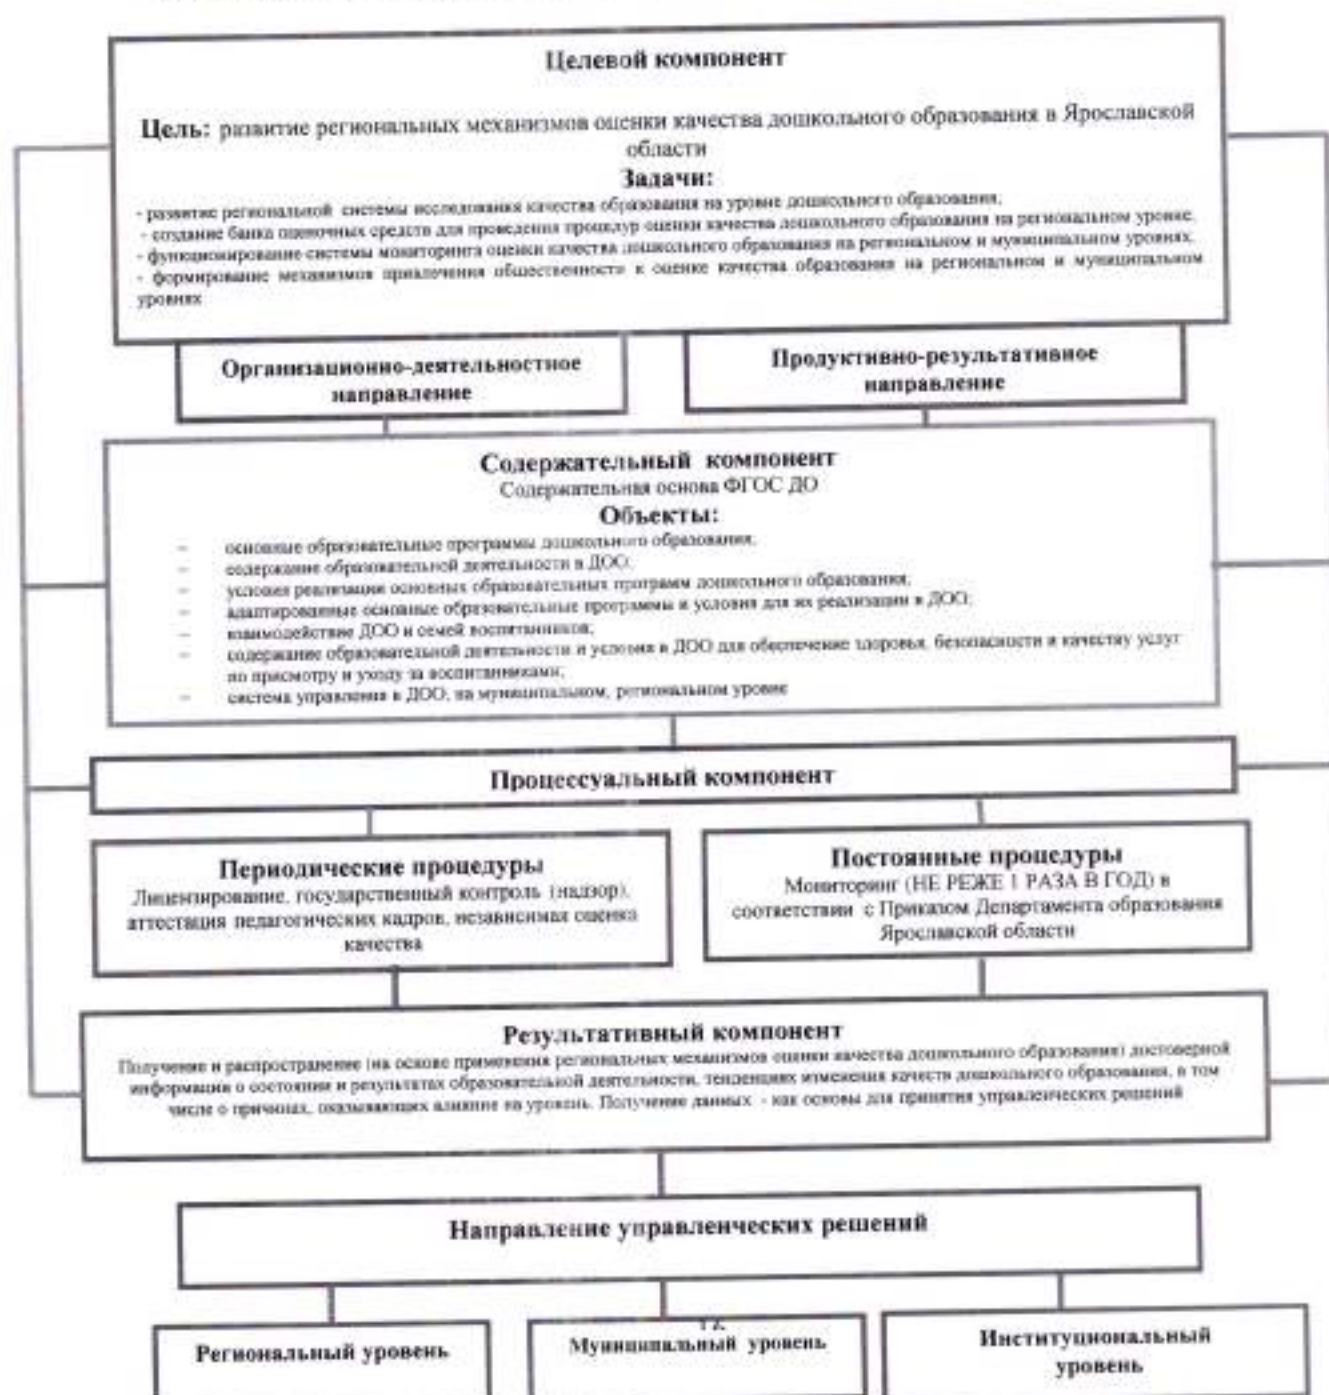 Целевой компонент
Цель: развитие региональных механизмов оценки качества дошкольного образования в Ярославской
области
Задачи:
- развитие региональной системы исследования качества образования на уровне дошкольного образования;
- создание банка оценочных средств для проведения процедур оценки качества дошкольного образования на региональном уровне,
- функционирование системы мониторинга оценки качества дошкольного образования на региональном и муниципальном уровнях,
- формирование механизмов привлечения общественности к оценке качества образования на региональном и муниципальном
уровнях
Организационно-деятельностное
направление
Продуктивно-результативное
направление
Содержательный компонент
Содержательная основа ФГОС ДО
Объекты:
– основные образовательные программы дошкольного образования;
– содержание образовательной деятельности в ДОО;
– условия реализации основных образовательных программ дошкольного образования;
– адаптированные основные образовательные программы и условия для их реализации в ДОО;
– взаимодействие ДОО и семей воспитанников;
– содержание образовательной деятельности и условия в ДОО для обеспечение здоровья, безопасности и качеству услуг
по присмотру и уходу за воспитанниками;
– система управления в ДОО, на муниципальном, региональном уровне
Процессуальный компонент
Периодические процедуры
Лицензирование, государственный контроль (надзор),
аттестация педагогических кадров, независимая оценка
качества
Постоянные процедуры
Мониторинг (НЕ РЕЖЕ 1 РАЗА В ГОД) в
соответствии с Приказом Департамента образования
Ярославской области
Результативный компонент
Получение и распространение (на основе применения региональных механизмов оценки качества дошкольного образования) достоверной
информации о состоянии и результатах образовательной деятельности, тенденциях изменения качеств дошкольного образования, в том
числе о причинах, оказывающих влияние на уровень. Получение данных - как основы для принятия управленческих решений
Направление управленческих решений
Региональный уровень
Муниципальный уровень
Институциональный
уровень